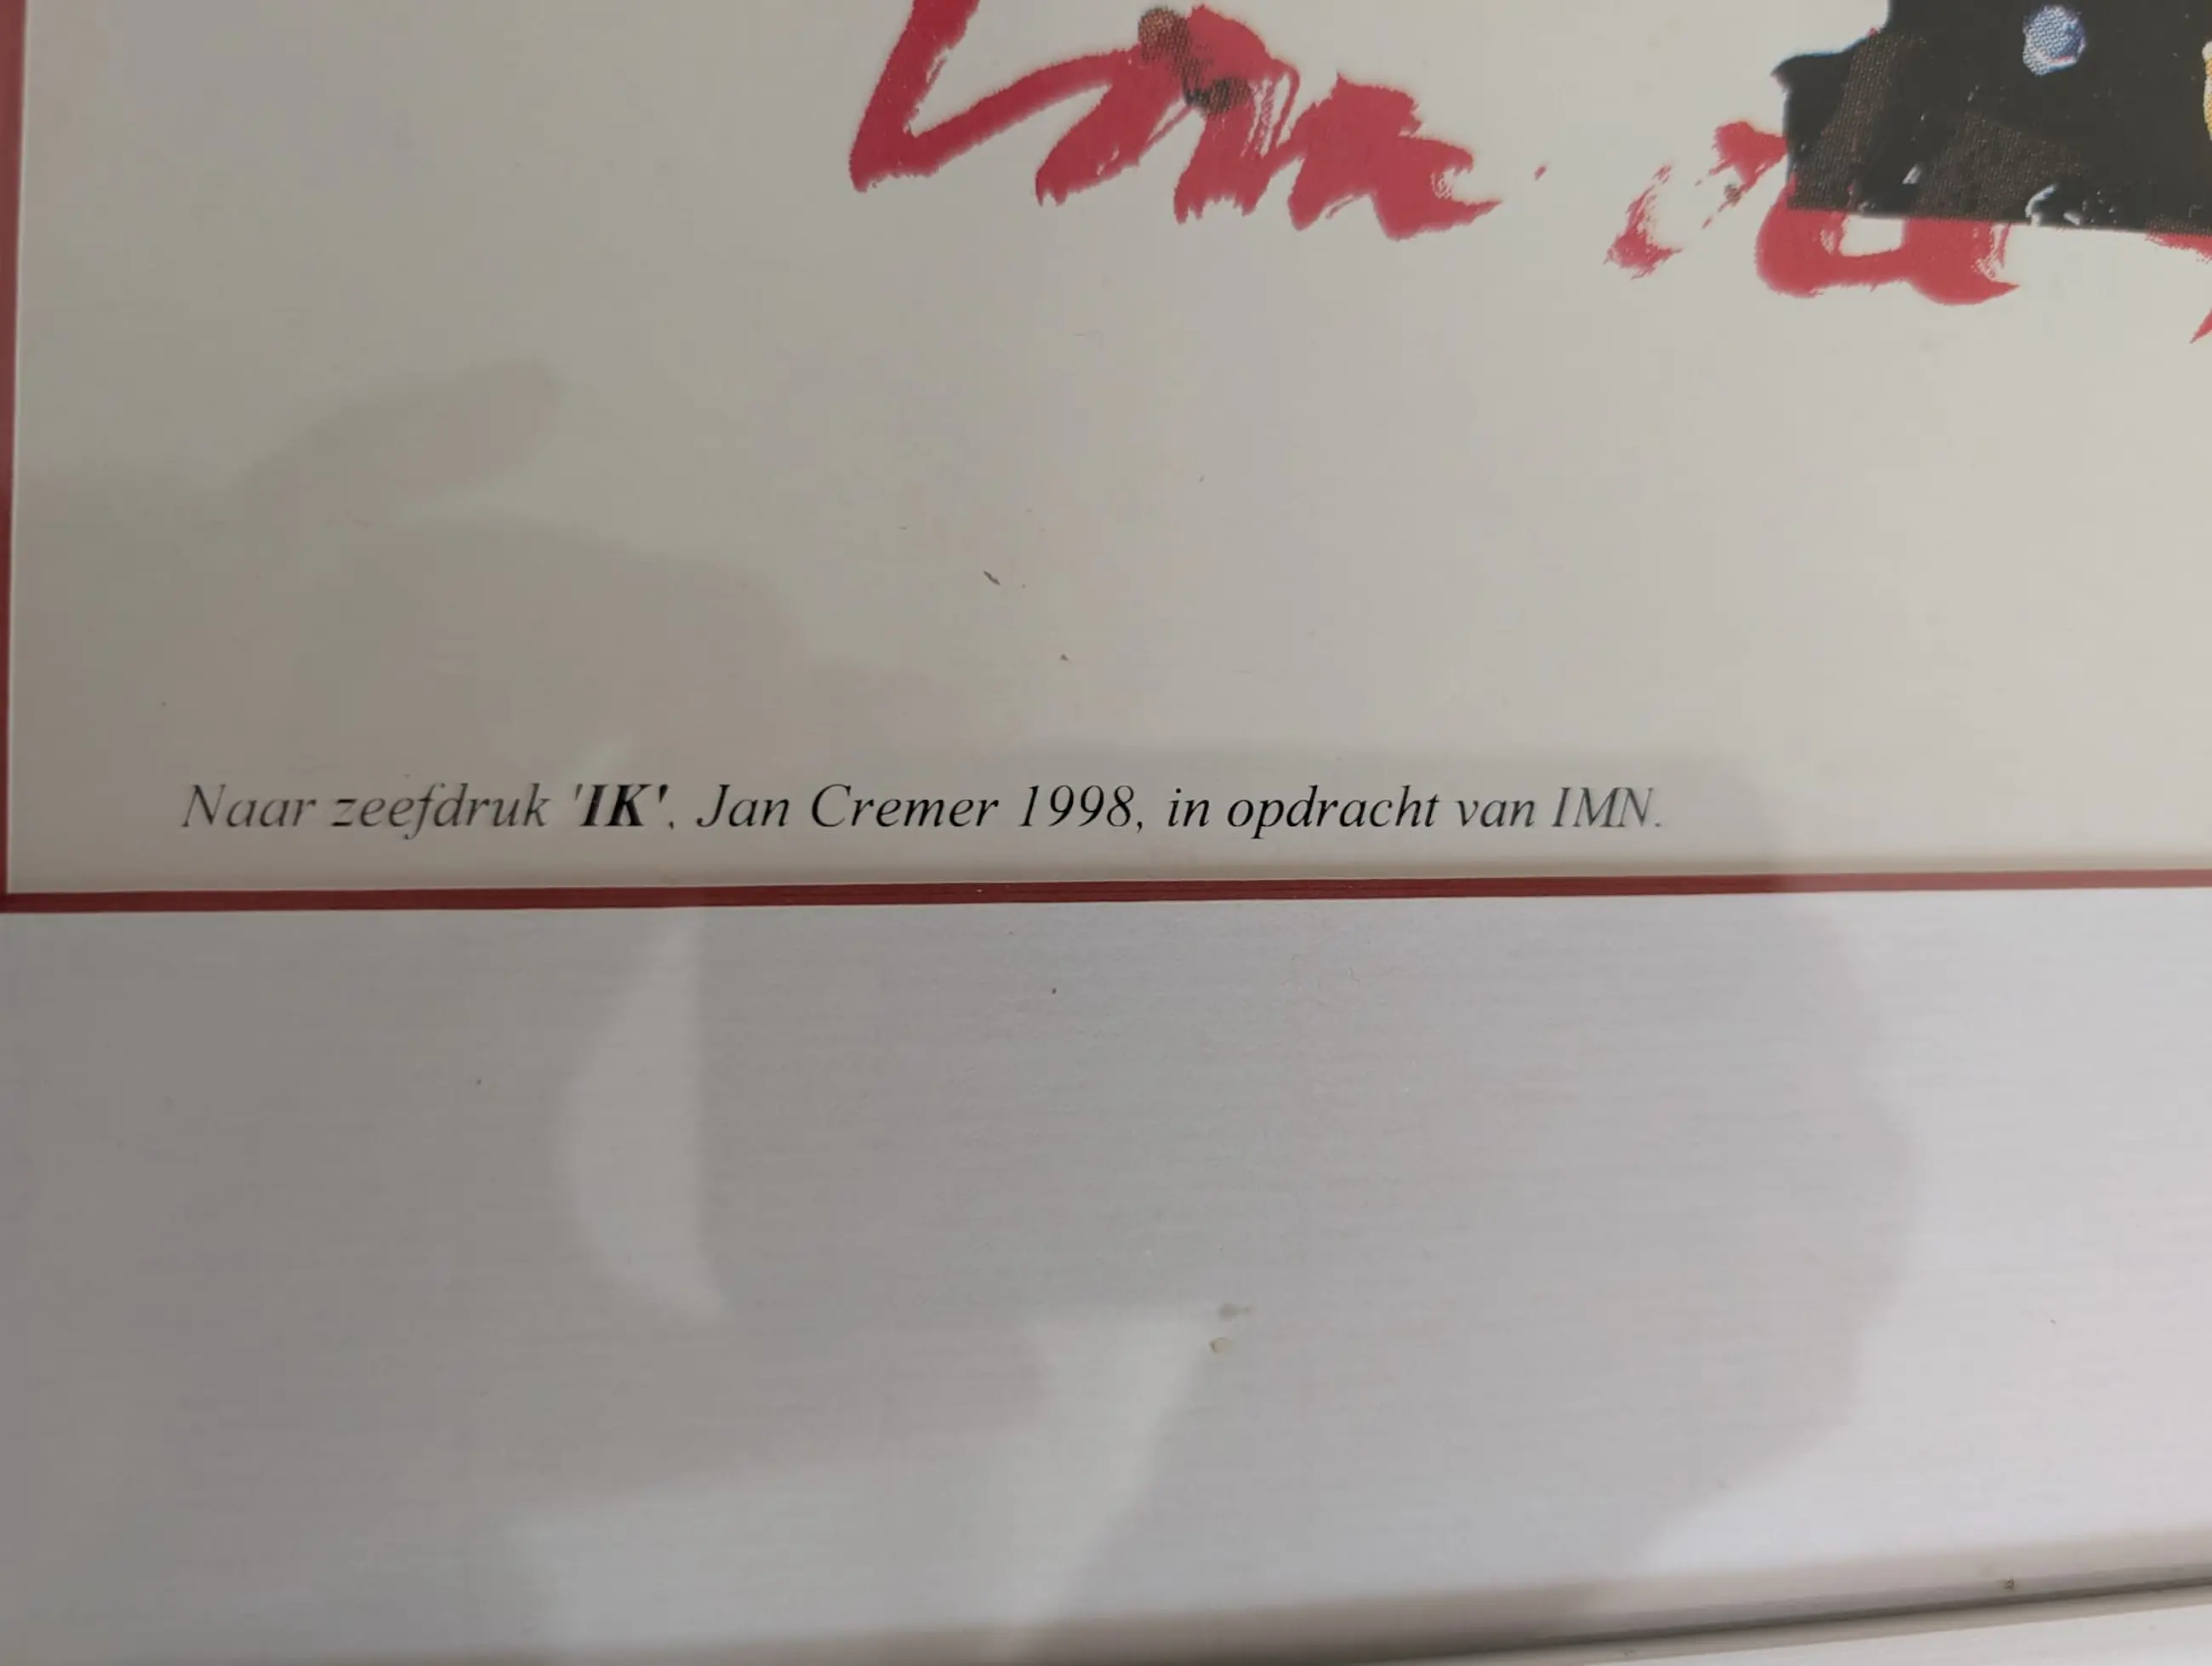 Naar zeefdruk 'IK'. Jan Cremer 1998, in opdracht van IMN.